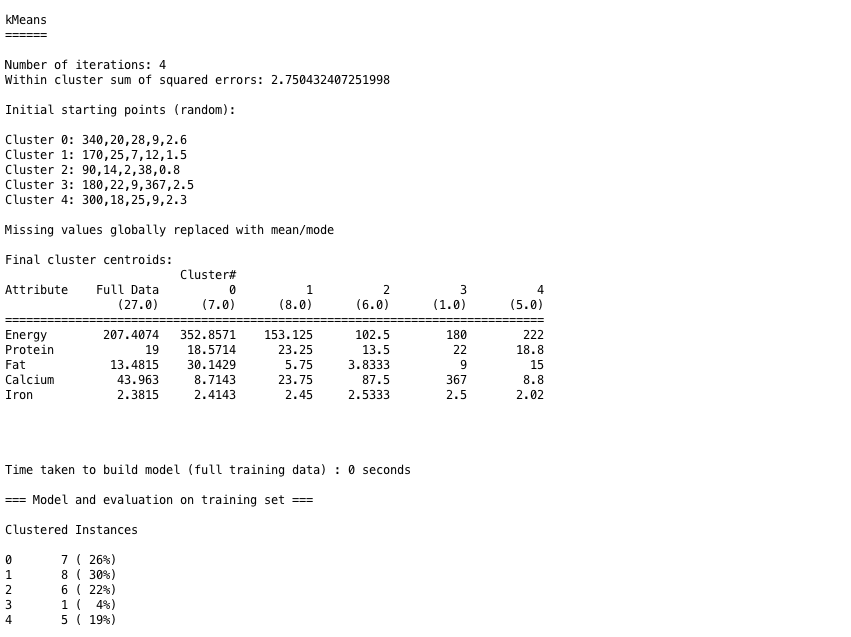 kMeans
======
Number of iterations: 4
Within cluster sum of squared errors: 2.750432407251998
Initial starting points (random):
Cluster 0: 340,20,28,9,2.6
Cluster 1: 170,25,7,12,1.5
Cluster 2: 90,14,2,38,0.8
Cluster 3: 180,22,9,367,2.5
Cluster 4: 300,18,25,9,2.3
Missing values globally replaced with mean/mode
Final cluster centroids:
                         Cluster#
Attribute    Full Data          0          1          2          3          4
                (27.0)      (7.0)      (8.0)      (6.0)      (1.0)      (5.0)
=============================================================================
Energy        207.4074   352.8571    153.125      102.5        180        222
Protein             19    18.5714      23.25       13.5         22       18.8
Fat            13.4815    30.1429       5.75     3.8333          9         15
Calcium         43.963     8.7143      23.75       87.5        367        8.8
Iron            2.3815     2.4143       2.45     2.5333        2.5       2.02
Time taken to build model (full training data) : 0 seconds
=== Model and evaluation on training set ===
Clustered Instances
0       7 ( 26%)
1       8 ( 30%)
2       6 ( 22%)
3       1 (  4%)
4       5 ( 19%)